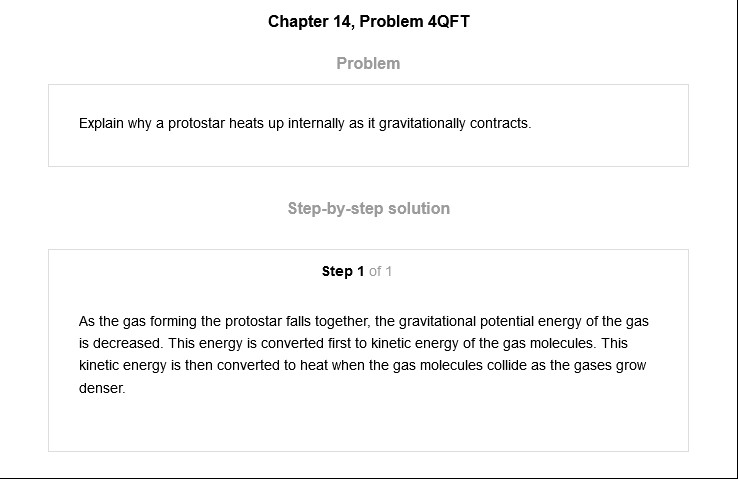 Chapter 14, Problem 4QFT
Problem
Explain why a protostar heats up internally as it gravitationally contracts.
Step-by-step solution
Step 1 of 1
As the gas forming the protostar falls together, the gravitational potential energy of the gas
is decreased. This energy is converted first to kinetic energy of the gas molecules. This
kinetic energy is then converted to heat when the gas molecules collide as the gases grow
denser.